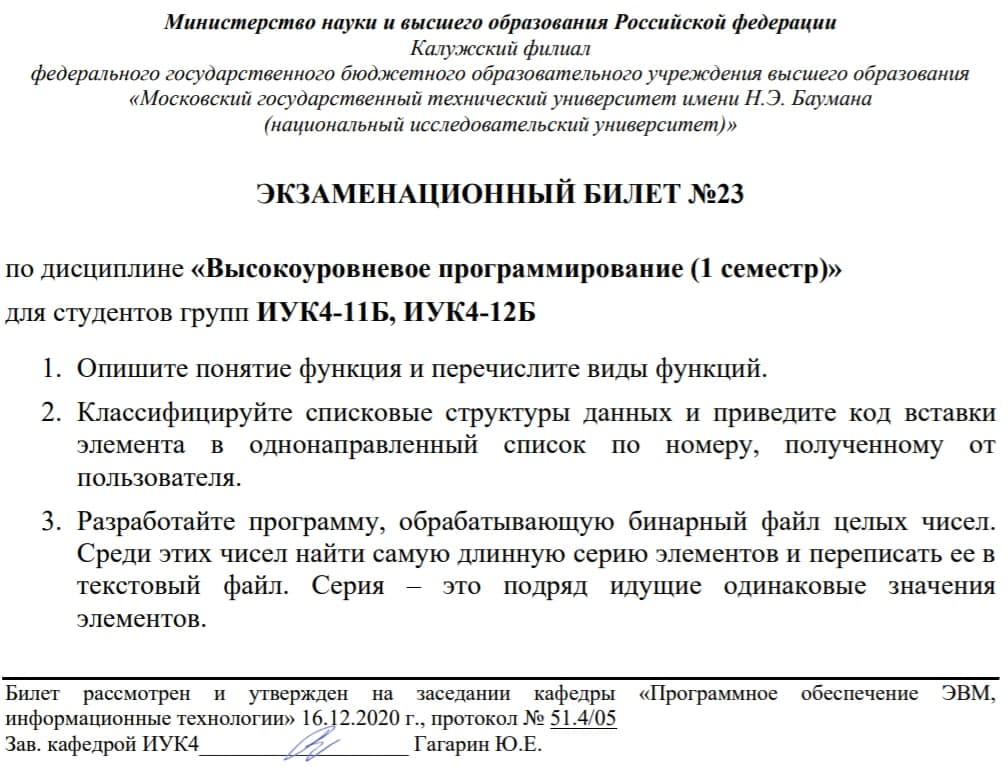 Министерство науки и высшего образования Российской федерации
Калужский филиал
федерального государственного бюджетного образовательного учреждения высшего образования
«Московский государственный технический университет имени Н.Э. Баумана
(национальный исследовательский университет)»
ЭКЗАМЕНАЦИОННЫЙ БИЛЕТ №23
по дисциплине «Высокоуровневое программирование (1 семестр)»
для студентов групп ИУК4-11Б, ИУК4-12Б
1. Опишите понятие функция и перечислите виды функций.
2. Классифицируйте списковые структуры данных и приведите код вставки
элемента в однонаправленный список по номеру, полученному от
пользователя.
3. Разработайте программу, обрабатывающую бинарный файл целых чисел.
Среди этих чисел найти самую длинную серию элементов и переписать ее в
текстовый файл. Серия – это подряд идущие одинаковые значения
элементов.
Билет рассмотрен и утвержден на заседании кафедры «Программное обеспечение ЭВМ,
информационные технологии» 16.12.2020 г., протокол № 51.4/05
Зав. кафедрой ИУК4___________________ Гагарин Ю.Е.